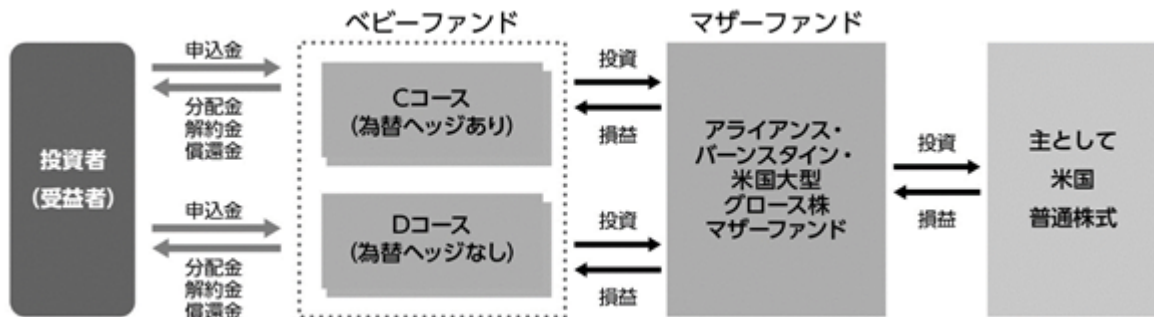 ベビーファンド
マザーファンド
投資者
(受益者)
申込金
分配金
解約金
償還金
申込金
分配金
解約金
償還金
Cコース
(為替ヘッジあり)
Dコース
(為替ヘッジなし)
投資
損益
投資
損益
アライアンス・
バーンスタイン・
米国大型
グロース株
マザーファンド
投資
損益
主として
米国
普通株式